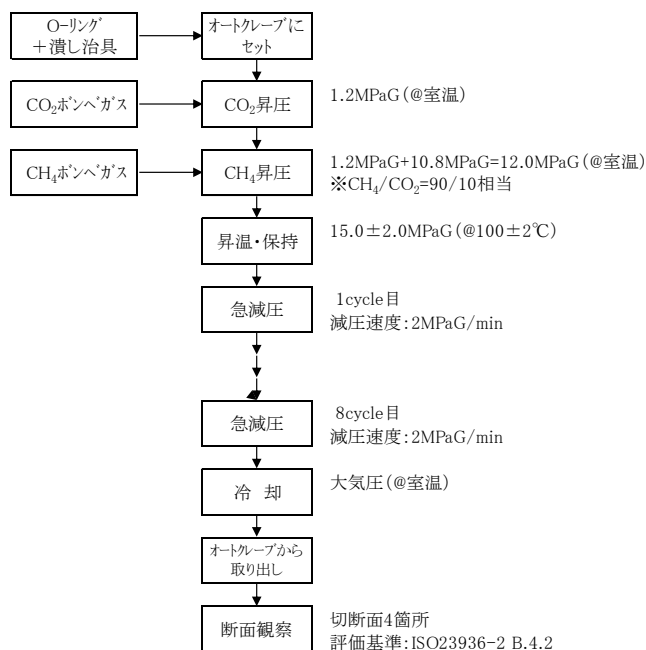 O-リング
＋潰し治具
オートクレーブに
セット
CO₂ボンベガス
CO₂昇圧
1.2MPaG(@室温)
CH₄ボンベガス
CH₄昇圧
1.2MPaG+10.8MPaG=12.0MPaG(@室温)
※CH₄/CO₂=90/10相当
昇温・保持
15.0±2.0MPaG(@100±2℃)
急減圧
1cycle目
減圧速度:2MPaG/min
急減圧
8cycle目
減圧速度:2MPaG/min
冷 却
大気圧(@室温)
オートクレーブから
取り出し
断面観察
切断面4箇所
評価基準:ISO23936-2 B.4.2